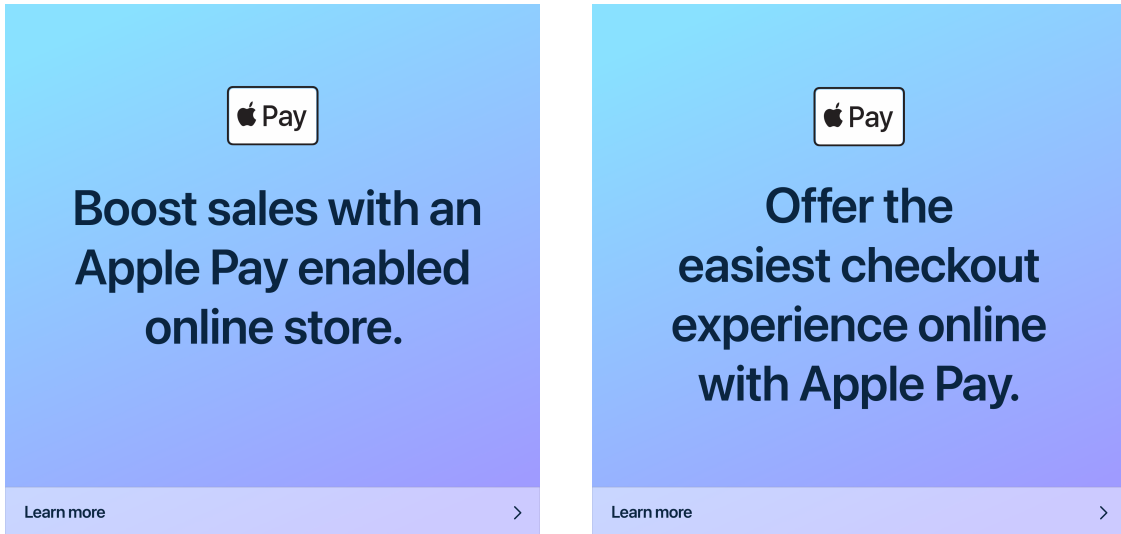 Pay
Boost sales with an
Apple Pay enabled
online store.
Learn more
Pay
Offer the
easiest checkout
experience online
with Apple Pay.
Learn more